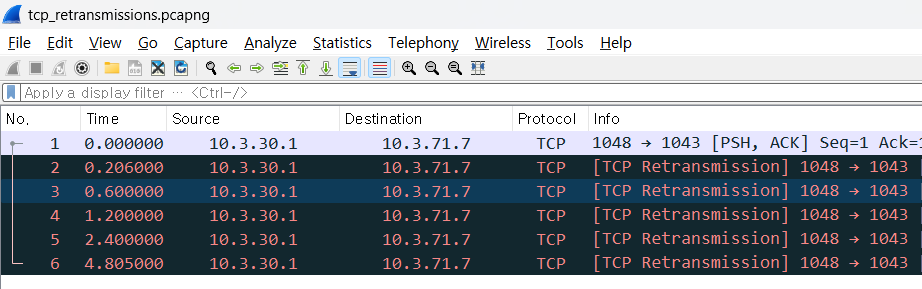 tcp_retransmissions.pcapng
File Edit View Go Capture Analyze Statistics Telephony Wireless Tools Help
Apply a display filter ··· <Ctrl-/>
No. Time Source Destination Protocol Info
1 0.000000 10.3.30.1 10.3.71.7 TCP 1048 → 1043 [PSH, ACK] Seq=1 Ack=1
2 0.206000 10.3.30.1 10.3.71.7 TCP [TCP Retransmission] 1048 → 1043
3 0.600000 10.3.30.1 10.3.71.7 TCP [TCP Retransmission] 1048 → 1043
4 1.200000 10.3.30.1 10.3.71.7 TCP [TCP Retransmission] 1048 → 1043
5 2.400000 10.3.30.1 10.3.71.7 TCP [TCP Retransmission] 1048 → 1043
6 4.805000 10.3.30.1 10.3.71.7 TCP [TCP Retransmission] 1048 → 1043